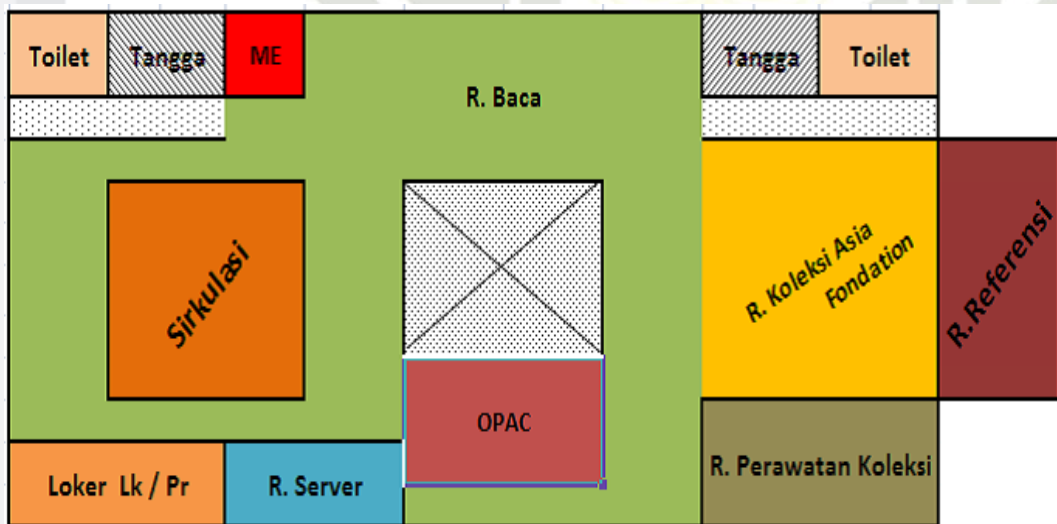 Toilet
Tangga
ME
R. Baca
Tangga
Toilet
Sirkulasi
R. Koleksi Asia
Fondation
R.Referensi
OPAC
Loker Lk / Pr
R. Server
R. Perawatan Koleksi